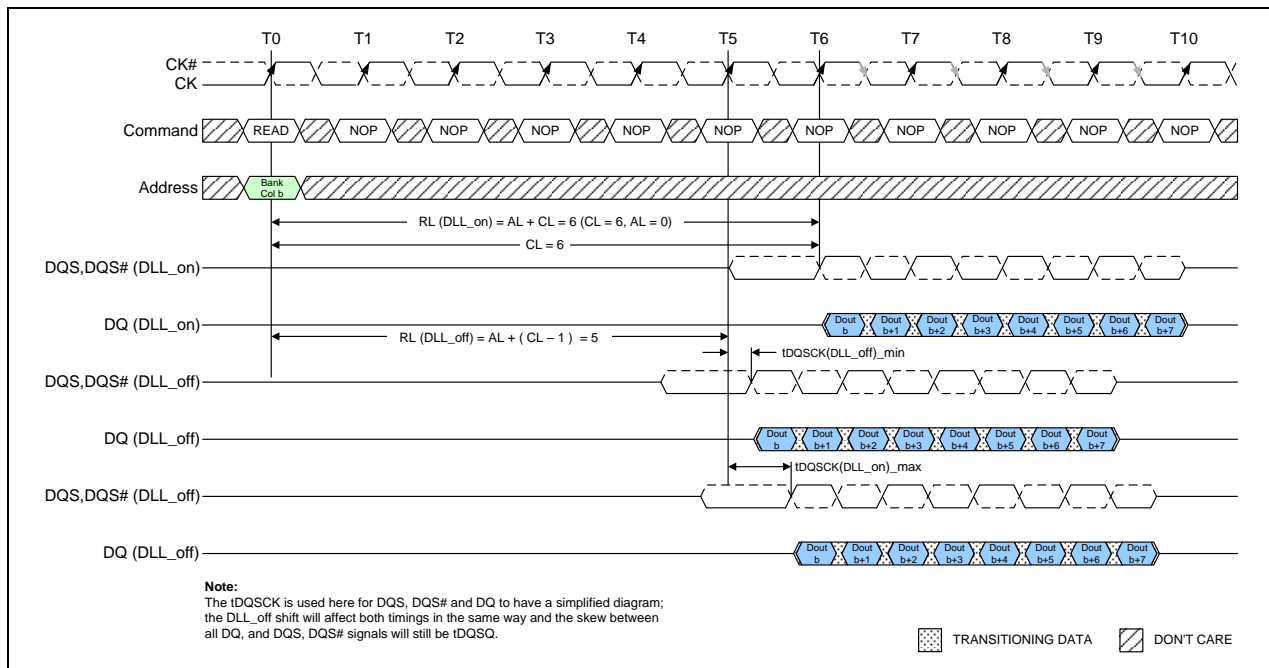 T0 T1 T2 T3 T4 T5 T6 T7 T8 T9 T10
CK#
CK
Command READ NOP NOP NOP NOP NOP NOP NOP NOP NOP NOP
Address Bank
Col b
RL (DLL_on) = AL + CL = 6 (CL = 6, AL = 0)
CL = 6
DQS,DQS# (DLL_on)
DQ (DLL_on) Dout b Dout b+1 Dout b+2 Dout b+3 Dout b+4 Dout b+5 Dout b+6 Dout b+7
RL (DLL_off) = AL + ( CL – 1 ) = 5
tDQSCK(DLL_off)_min
DQS,DQS# (DLL_off)
DQ (DLL_off) Dout b Dout b+1 Dout b+2 Dout b+3 Dout b+4 Dout b+5 Dout b+6 Dout b+7
tDQSCK(DLL_on)_max
DQS,DQS# (DLL_off)
DQ (DLL_off) Dout b Dout b+1 Dout b+2 Dout b+3 Dout b+4 Dout b+5 Dout b+6 Dout b+7
Note:
The tDQSCK is used here for DQS, DQS# and DQ to have a simplified diagram;
the DLL_off shift will affect both timings in the same way and the skew between
all DQ, and DQS, DQS# signals will still be tDQSQ.
TRANSITIONING DATA DON'T CARE